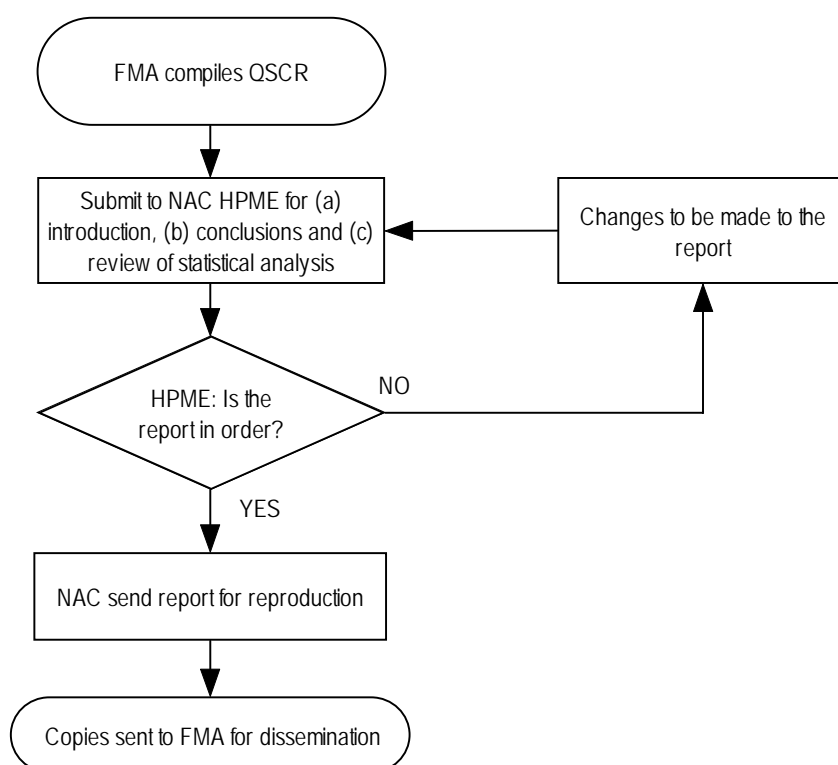 FMA compiles QSCR
Submit to NAC HPME for (a)
introduction, (b) conclusions and (c)
review of statistical analysis
Changes to be made to the
report
HPME: Is the
report in order?
NO
YES
NAC send report for reproduction
Copies sent to FMA for dissemination